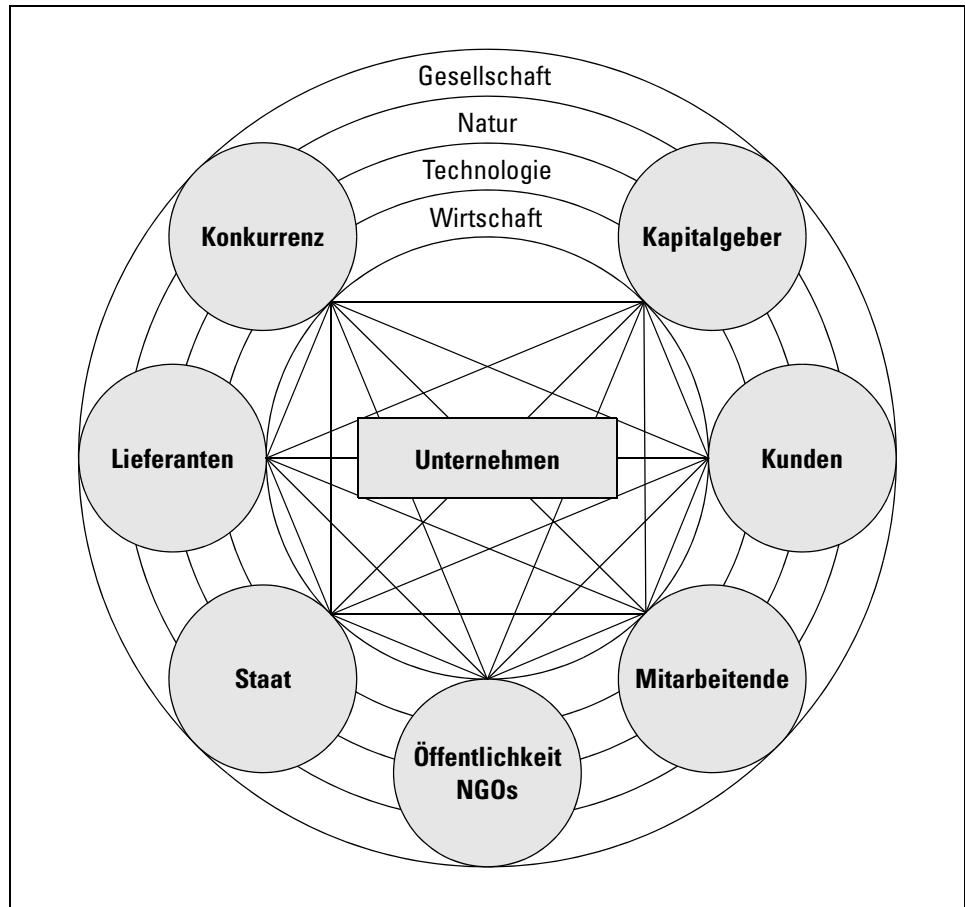 Gesellschaft
Natur
Technologie
Wirtschaft
Konkurrenz
Kapitalgeber
Lieferanten
Unternehmen
Kunden
Staat
Mitarbeitende
Öffentlichkeit
NGOs